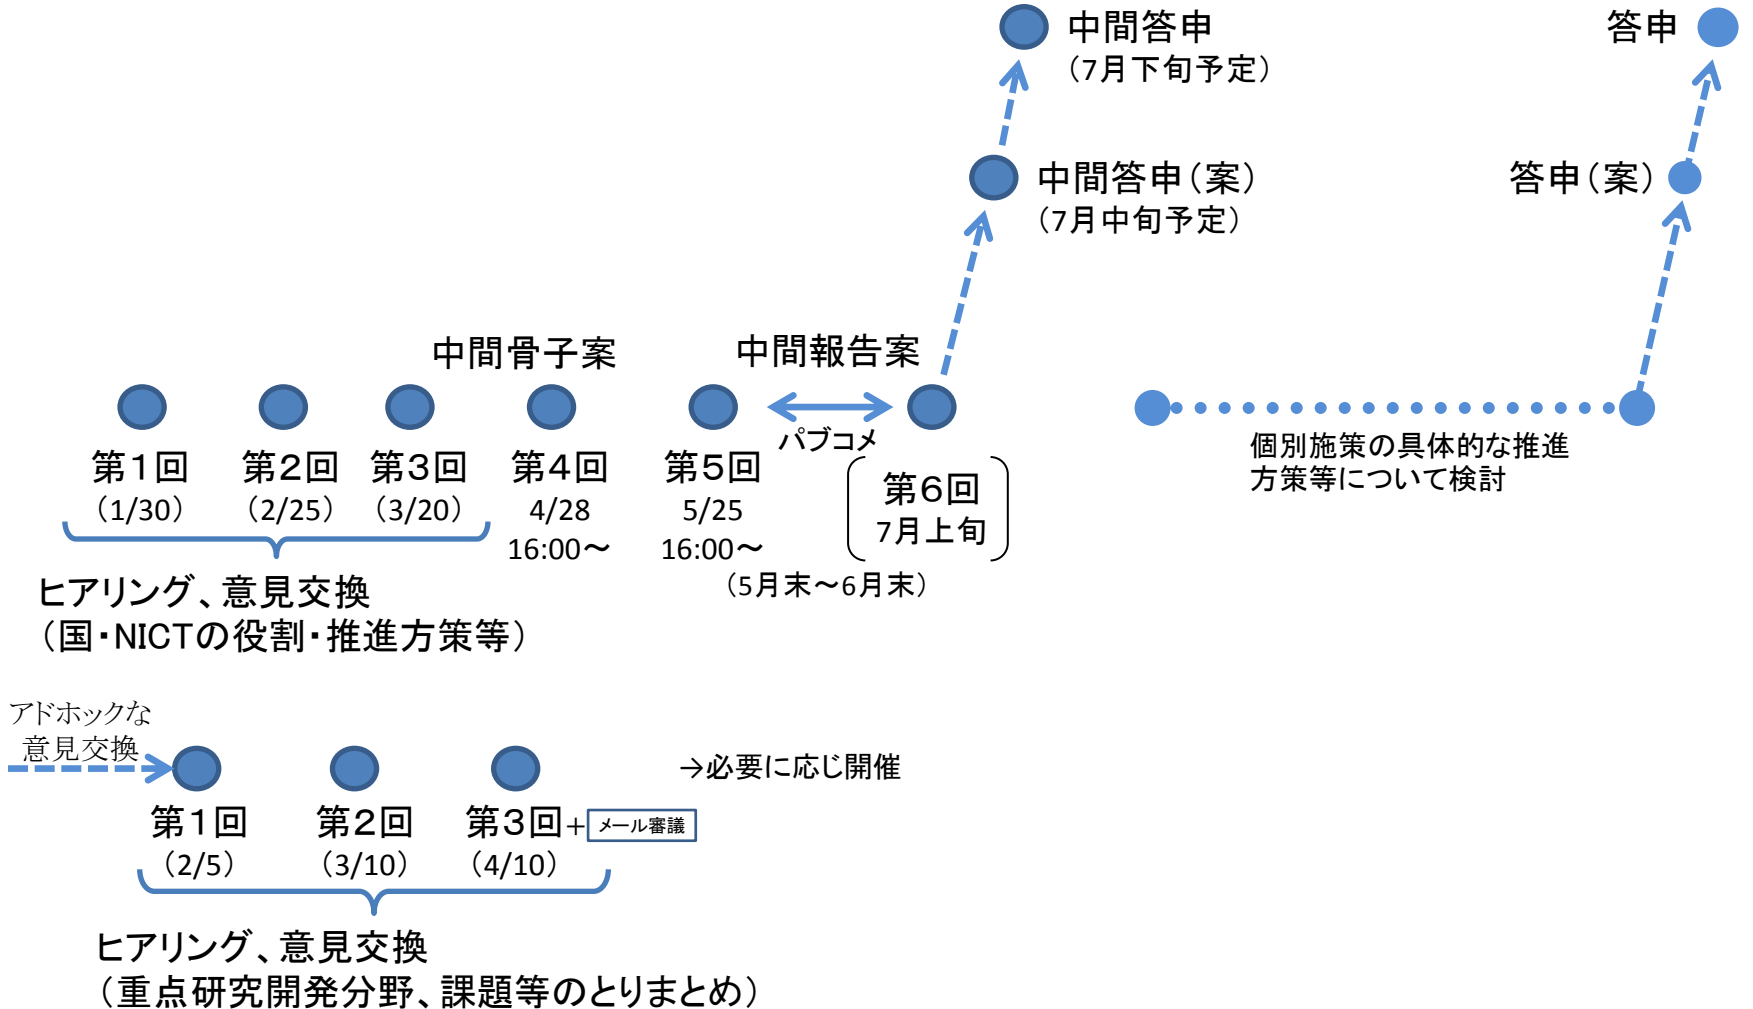 中間答申
（7月下旬予定）
答申
中間答申（案）
（7月中旬予定）
答申（案）
中間骨子案
中間報告案
パブコメ
第１回
（1/30）
第２回
（2/25）
第３回
（3/20）
第４回
4/28
16:00～
第５回
5/25
16:00～
第６回
7月上旬
（5月末～6月末）
個別施策の具体的な推進
方策等について検討
ヒアリング、意見交換
（国・NICTの役割・推進方策等）
アドホックな
意見交換
第１回
（2/5）
第２回
（3/10）
第３回+
メール審議
（4/10）
→必要に応じ開催
ヒアリング、意見交換
（重点研究開発分野、課題等のとりまとめ）